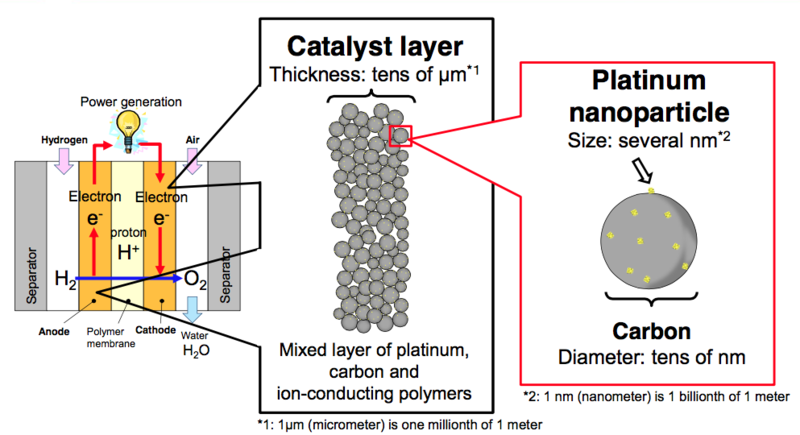 Power generation
Hydrogen
Air
Electron
Electron
e-
e-
proton
H+
H2
O2
Separator
Separator
Anode
Polymer
membrane
Cathode
Water
H2O
Catalyst layer
Thickness: tens of μm*1
Mixed layer of platinum,
carbon and
ion-conducting polymers
*1: 1μm (micrometer) is one millionth of 1 meter
Platinum
nanoparticle
Size: several nm*2
Carbon
Diameter: tens of nm
*2: 1 nm (nanometer) is 1 billionth of 1 meter